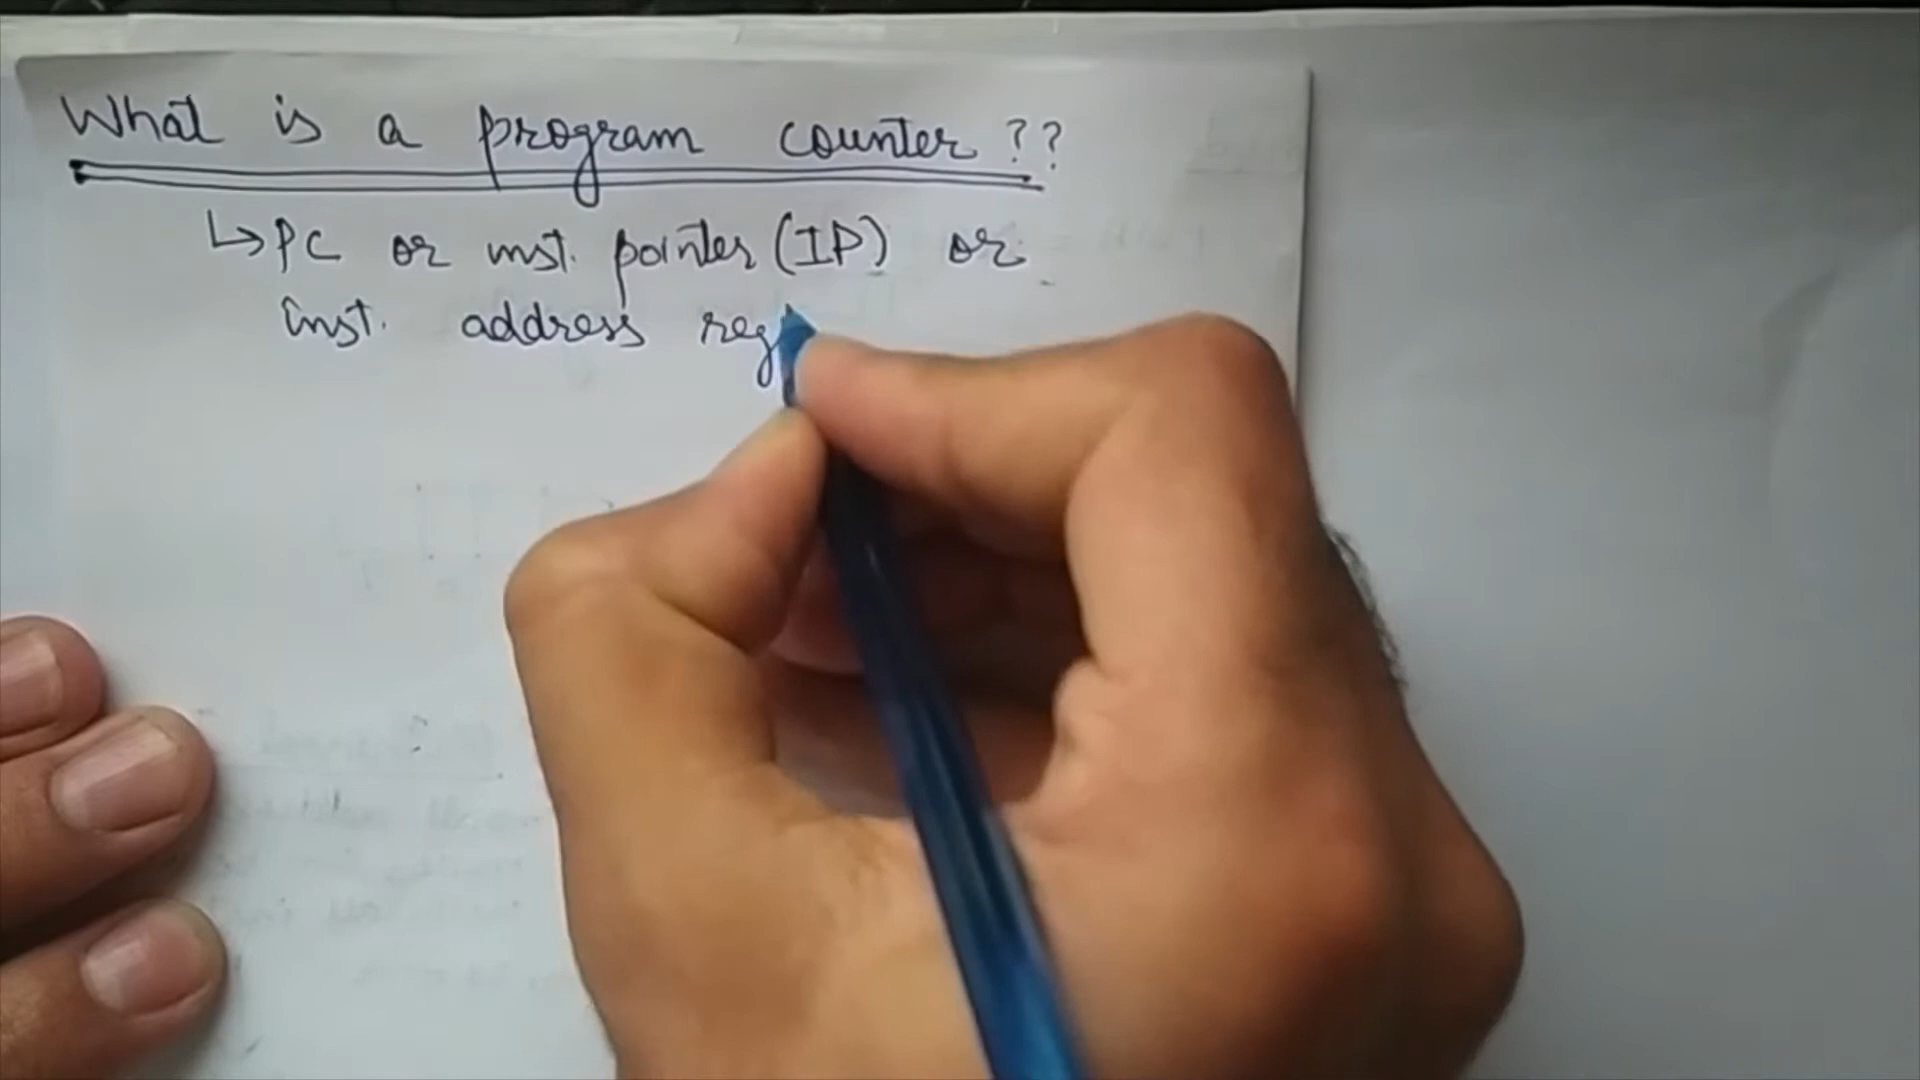 What is a program counter ??
↳ PC or inst. pointer (IP) or
inst. address reg